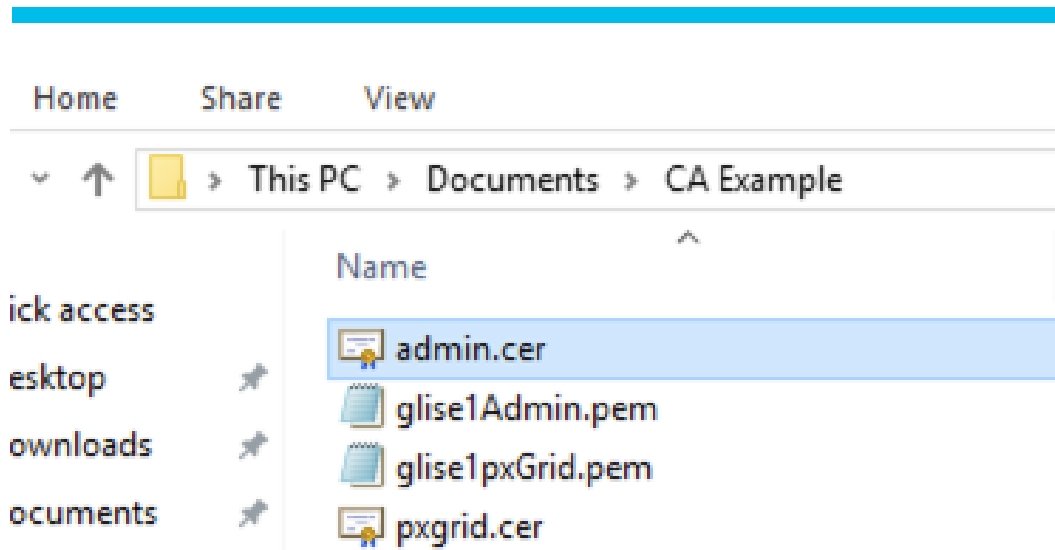 Home Share View
This PC > Documents > CA Example
Name
ick access
admin.cer
esktop
glise1Admin.pem
ownloads
glise1pxGrid.pem
ocuments
pxgrid.cer